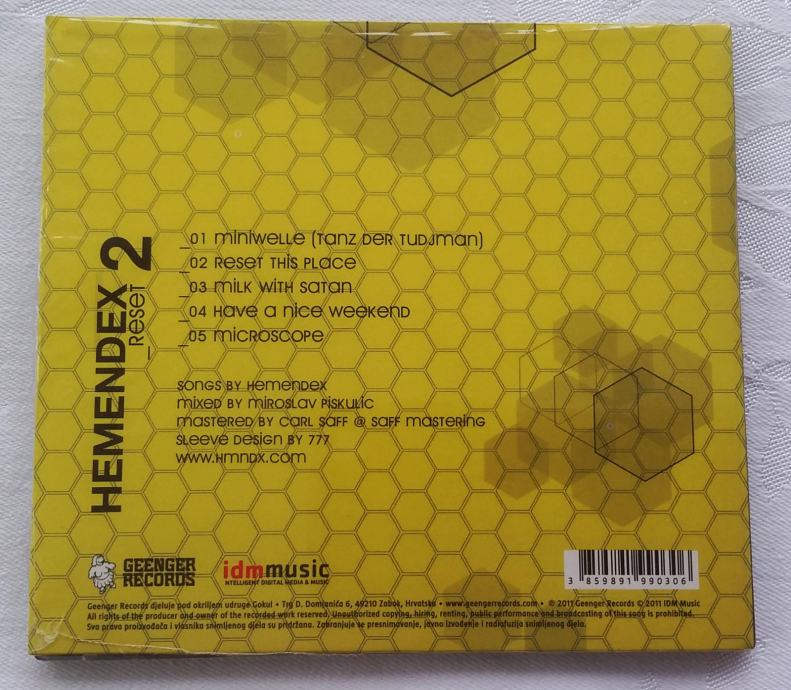 HEMENDEX 2
_reset
_01 miniwelle (tanz der tudjman)
_02 reset this place
_03 milk with satan
_04 have a nice weekend
_05 microscope
songs by hemendex
mixed by miroslav piskulic
mastered by carl saff @ saff mastering
sleeve design by 777
www.hmndx.com
GEENGER
RECORDS
idmmusic
INTELLIGENT DIGITAL MEDIA & MUSIC
3 859891 990306
Geenger Records djeluje pod okriljem udruge Gokul • Trg D. Domjanića 6, 49210 Zabok, Hrvatska • www.geengerrecords.com • ℗ 2011 Geenger Records © 2011 IDM Music
All rights of the producer and owner of the recorded work reserved. Unauthorized copying, hiring, renting, public performance and broadcasting of this song is prohibited.
Sva prava proizvođača i vlasnika snimljenog djela su pridržana. Zabranjuje se presnimovanje, javno izvođenje i radiofuzija snimljenog djela.